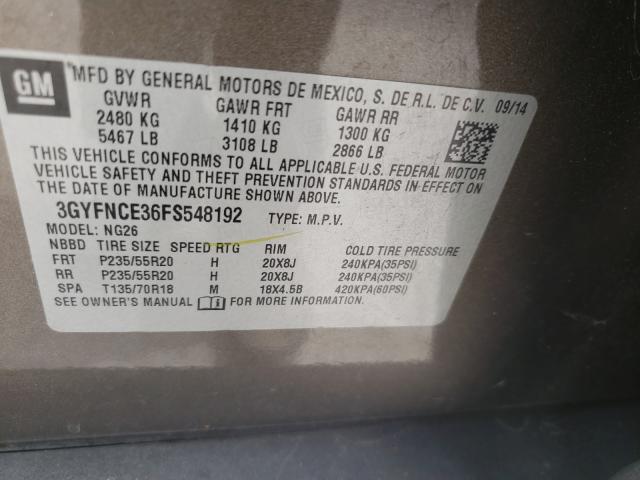 GM
MFD BY GENERAL MOTORS DE MEXICO, S. DE R.L. DE C.V. 09/14
GVWR GAWR FRT GAWR RR
2480 KG 1410 KG 1300 KG
5467 LB 3108 LB 2866 LB
THIS VEHICLE CONFORMS TO ALL APPLICABLE U.S. FEDERAL MOTOR
VEHICLE SAFETY AND THEFT PREVENTION STANDARDS IN EFFECT ON
THE DATE OF MANUFACTURE SHOWN ABOVE.
3GYFNCE36FS548192 TYPE: M.P.V.
MODEL: NG26
NBBD TIRE SIZE SPEED RTG RIM COLD TIRE PRESSURE
FRT P235/55R20 H 20X8J 240KPA(35PSI)
RR P235/55R20 H 20X8J 240KPA(35PSI)
SPA T135/70R18 M 18X4.5B 420KPA(60PSI)
SEE OWNER'S MANUAL FOR MORE INFORMATION.